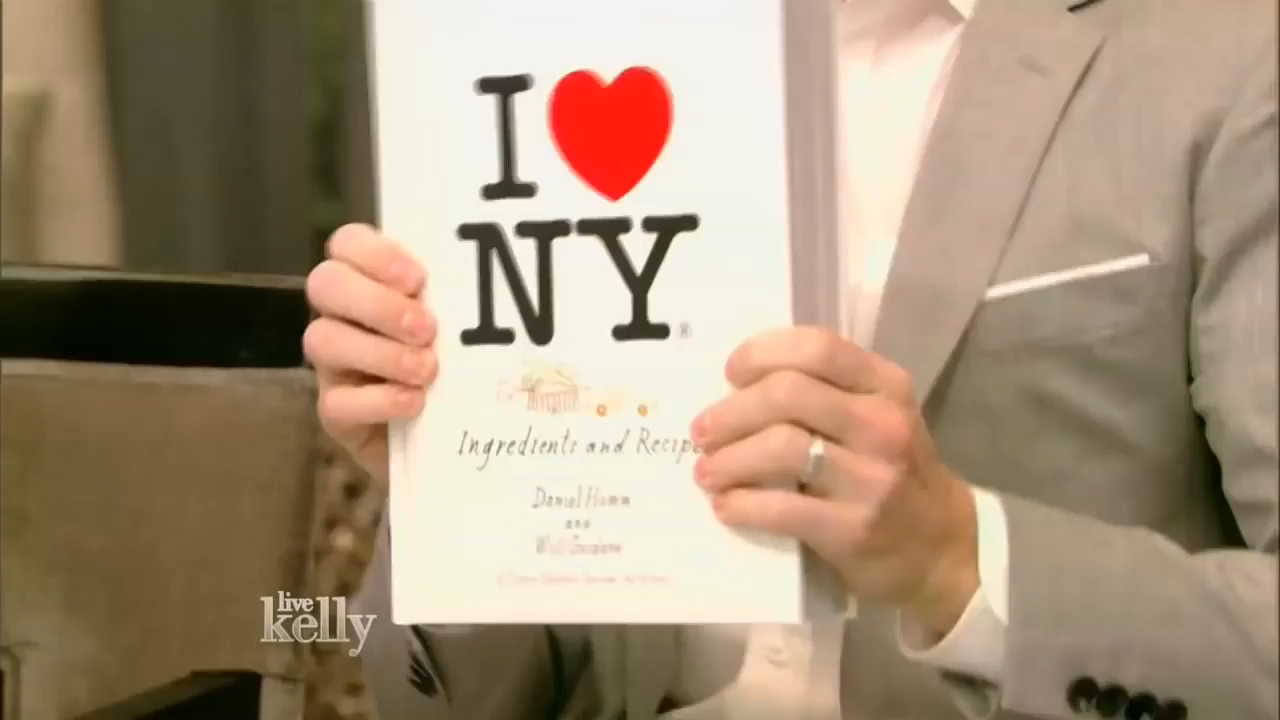 I ♥
NY®
Ingredients and Recipe
Daniel Humm
and
live
kelly